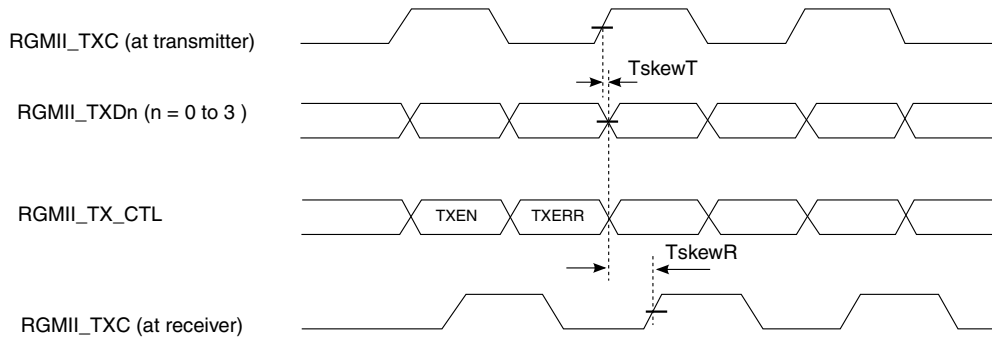 RGMII_TXC (at transmitter)
TskewT
RGMII_TXDn (n = 0 to 3 )
RGMII_TX_CTL
TXEN
TXERR
TskewR
RGMII_TXC (at receiver)